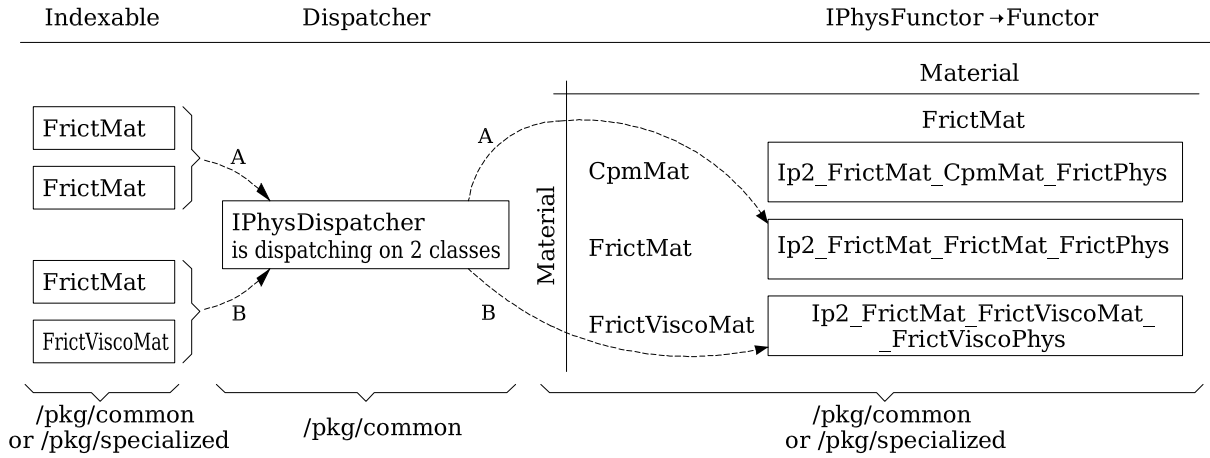 Indexable
Dispatcher
IPhysFunctor →Functor
FrictMat
FrictMat
A
FrictMat
FrictViscoMat
B
IPhysDispatcher
is dispatching on 2 classes
A
B
Material
Material
FrictMat
CpmMat
Ip2_FrictMat_CpmMat_FrictPhys
FrictMat
Ip2_FrictMat_FrictMat_FrictPhys
FrictViscoMat
Ip2_FrictMat_FrictViscoMat_
_FrictViscoPhys
/pkg/common
or /pkg/specialized
/pkg/common
/pkg/common
or /pkg/specialized